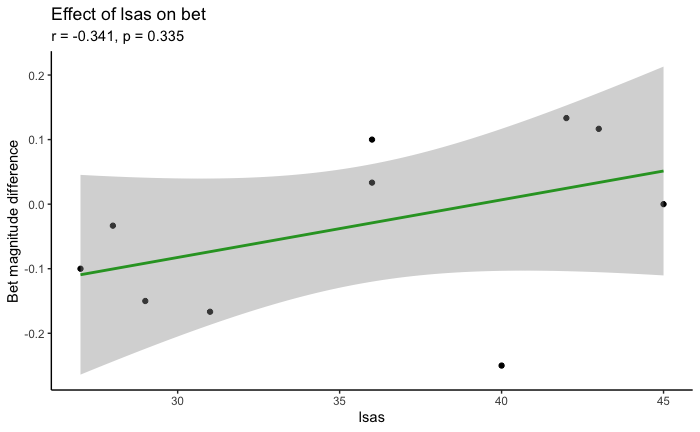 Effect of lsas on bet
r = -0.341, p = 0.335
Bet magnitude difference
0.2
0.1
0.0
-0.1
-0.2
30 35 40 45
lsas